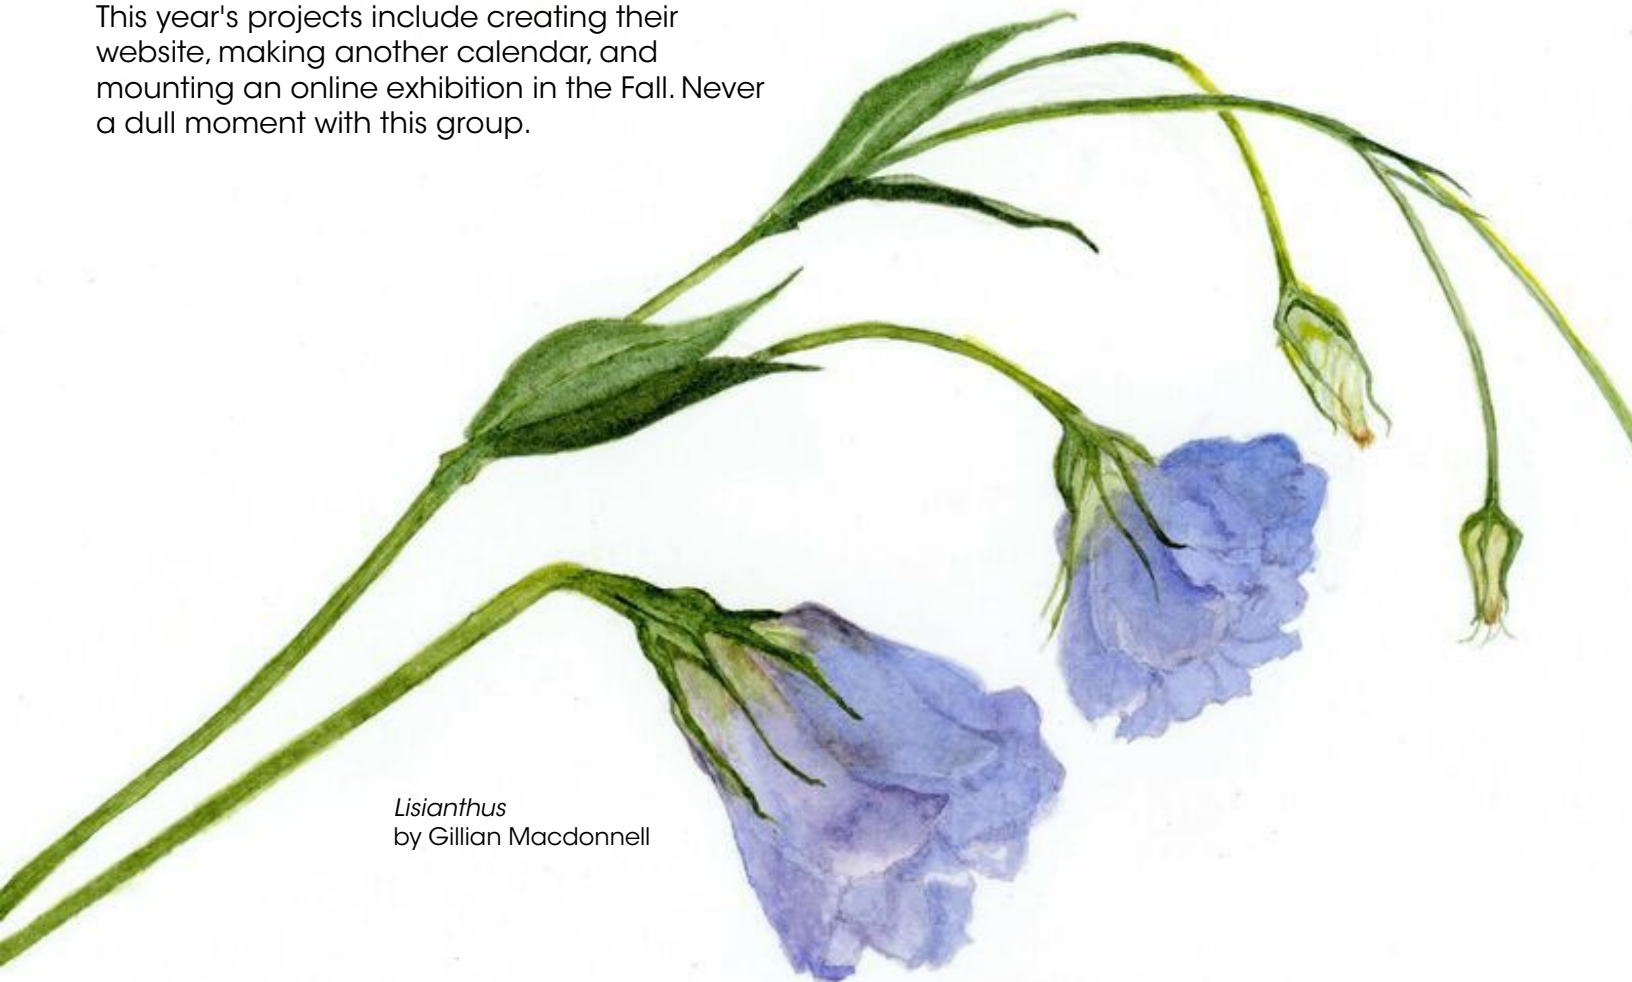 This year's projects include creating their
website, making another calendar, and
mounting an online exhibition in the Fall. Never
a dull moment with this group.
Lisianthus
by Gillian Macdonnell